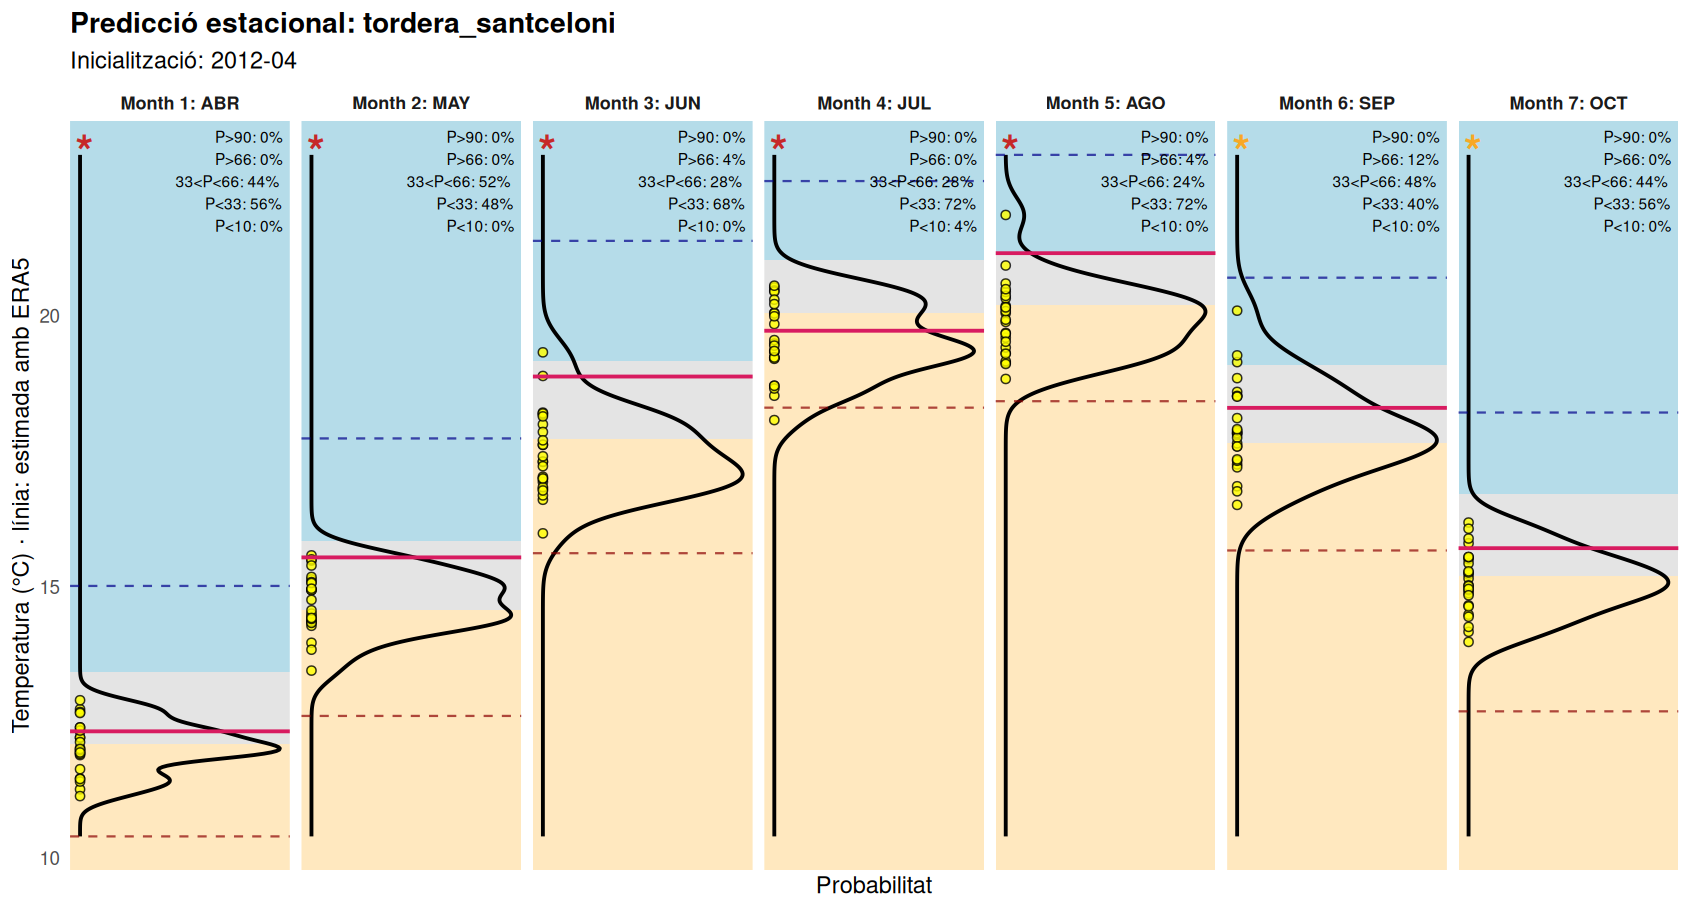 Predicció estacional: tordera_santceloni
Inicialització: 2012-04
Month 1: ABR
Month 2: MAY
Month 3: JUN
Month 4: JUL
Month 5: AGO
Month 6: SEP
Month 7: OCT
*
P>90: 0%
P>66: 0%
33<P<66: 44%
P<33: 56%
P<10: 0%
*
P>90: 0%
P>66: 0%
33<P<66: 52%
P<33: 48%
P<10: 0%
*
P>90: 0%
P>66: 4%
33<P<66: 28%
P<33: 68%
P<10: 0%
*
P>90: 0%
P>66: 0%
33<P<66: 28%
P<33: 72%
P<10: 4%
*
P>90: 0%
P>66: 4%
33<P<66: 24%
P<33: 72%
P<10: 0%
*
P>90: 0%
P>66: 12%
33<P<66: 48%
P<33: 40%
P<10: 0%
*
P>90: 0%
P>66: 0%
33<P<66: 44%
P<33: 56%
P<10: 0%
Temperatura (°C) · línia: estimada amb ERA5
20
15
10
Probabilitat